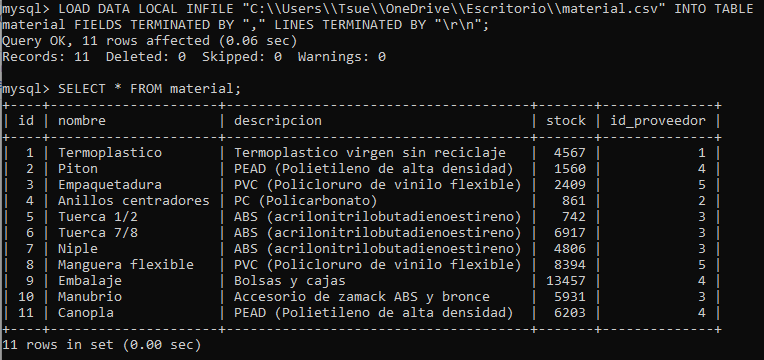 mysql> LOAD DATA LOCAL INFILE "C:\\Users\\Tsue\\OneDrive\\Escritorio\\material.csv" INTO TABLE
material FIELDS TERMINATED BY "," LINES TERMINATED BY "\r\n";
Query OK, 11 rows affected (0.06 sec)
Records: 11  Deleted: 0  Skipped: 0  Warnings: 0

mysql> SELECT * FROM material;
+----+--------------------+--------------------------------------+-------+--------------+
| id | nombre             | descripcion                          | stock | id_proveedor |
+----+--------------------+--------------------------------------+-------+--------------+
|  1 | Termoplastico      | Termoplastico virgen sin reciclaje   |  4567 |            1 |
|  2 | Piton              | PEAD (Polietileno de alta densidad)  |  1560 |            4 |
|  3 | Empaquetadura      | PVC (Policloruro de vinilo flexible) |  2409 |            5 |
|  4 | Anillos centradores | PC (Policarbonato)                   |   861 |            2 |
|  5 | Tuerca 1/2         | ABS (acrilonitrilobutadienoestireno) |   742 |            3 |
|  6 | Tuerca 7/8         | ABS (acrilonitrilobutadienoestireno) |  6917 |            3 |
|  7 | Niple              | ABS (acrilonitrilobutadienoestireno) |  4806 |            3 |
|  8 | Manguera flexible  | PVC (Policloruro de vinilo flexible) |  8394 |            5 |
|  9 | Embalaje           | Bolsas y cajas                       | 13457 |            4 |
| 10 | Manubrio           | Accesorio de zamack ABS y bronce     |  5931 |            3 |
| 11 | Canopla            | PEAD (Polietileno de alta densidad)  |  6203 |            4 |
+----+--------------------+--------------------------------------+-------+--------------+
11 rows in set (0.00 sec)